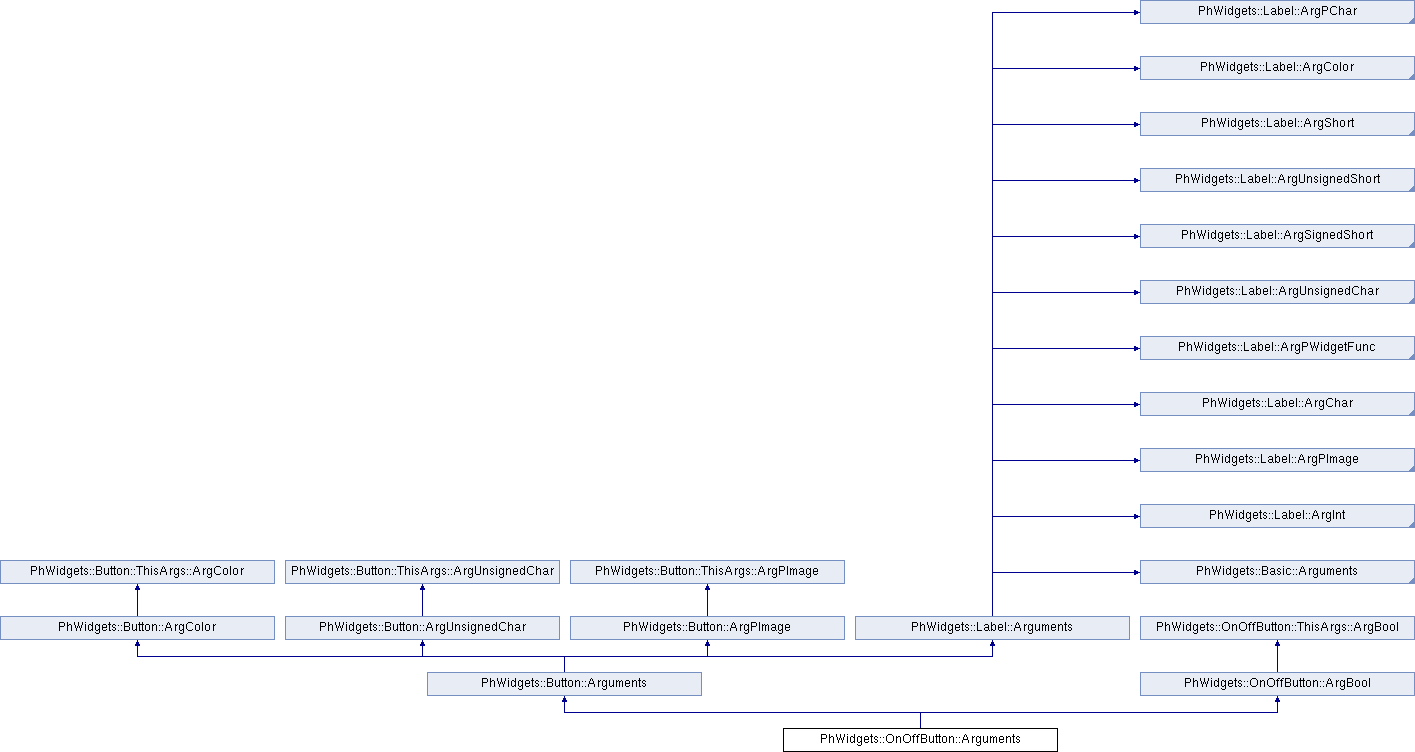 PhWidgets::Label::ArgPChar
PhWidgets::Label::ArgColor
PhWidgets::Label::ArgShort
PhWidgets::Label::ArgUnsignedShort
PhWidgets::Label::ArgSignedShort
PhWidgets::Label::ArgUnsignedChar
PhWidgets::Label::ArgPWidgetFunc
PhWidgets::Label::ArgChar
PhWidgets::Label::ArgPImage
PhWidgets::Label::ArgInt
PhWidgets::Button::ThisArgs::ArgColor
PhWidgets::Button::ThisArgs::ArgUnsignedChar
PhWidgets::Button::ThisArgs::ArgPImage
PhWidgets::Basic::Arguments
PhWidgets::Button::ArgColor
PhWidgets::Button::ArgUnsignedChar
PhWidgets::Button::ArgPImage
PhWidgets::Label::Arguments
PhWidgets::OnOffButton::ThisArgs::ArgBool
PhWidgets::Button::Arguments
PhWidgets::OnOffButton::ArgBool
PhWidgets::OnOffButton::Arguments